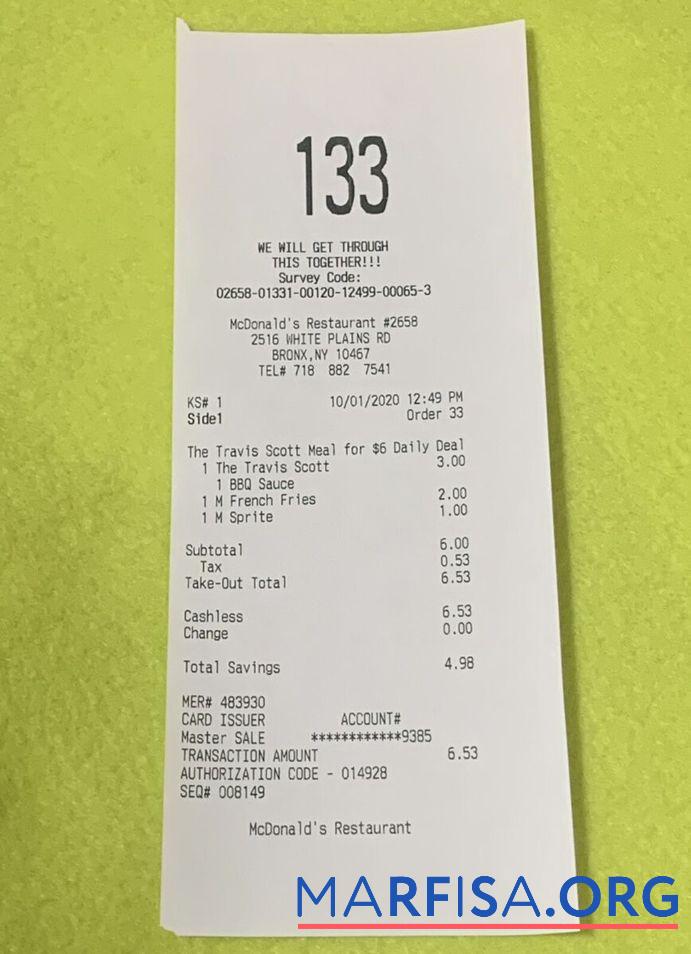 133
WE WILL GET THROUGH
THIS TOGETHER!!!
Survey Code:
02658-01331-00120-12499-00065-3
McDonald's Restaurant #2658
2516 WHITE PLAINS RD
BRONX,NY 10467
TEL# 718 882 7541
KS# 1 10/01/2020 12:49 PM
Side1 Order 33
The Travis Scott Meal for $6 Daily Deal
1 The Travis Scott 3.00
1 BBQ Sauce
1 M French Fries 2.00
1 M Sprite 1.00
Subtotal 6.00
Tax 0.53
Take-Out Total 6.53
Cashless 6.53
Change 0.00
Total Savings 4.98
MER# 483930
CARD ISSUER ACCOUNT#
Master SALE ************9385
TRANSACTION AMOUNT 6.53
AUTHORIZATION CODE - 014928
SEQ# 008149
McDonald's Restaurant
MARFISA.ORG